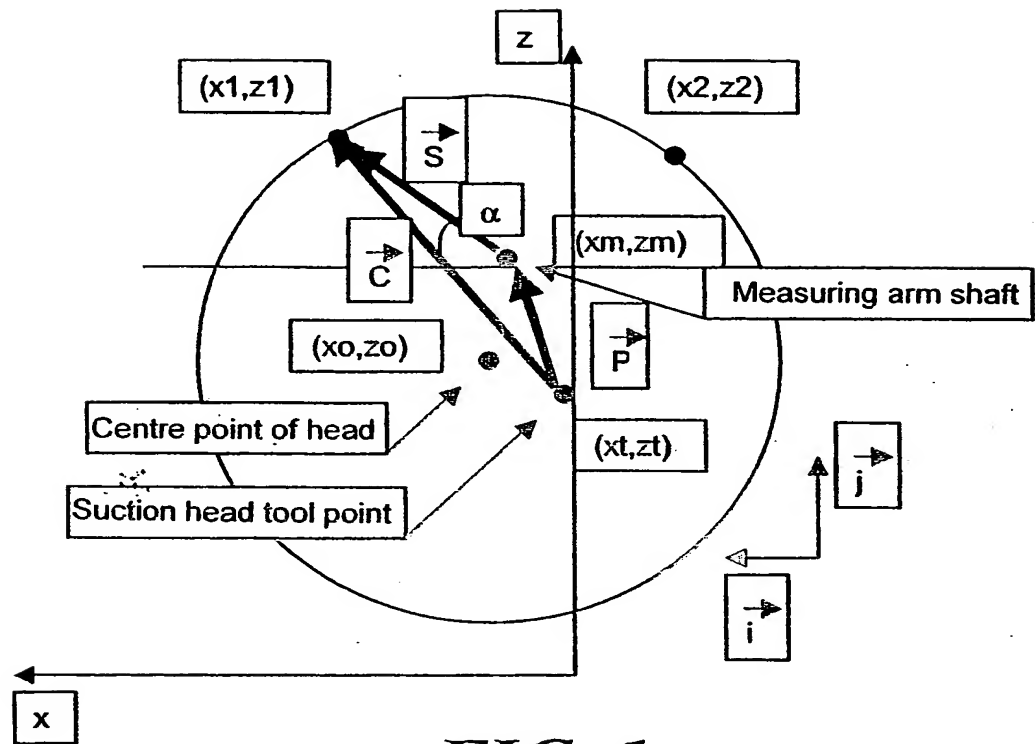 z
(x1,z1)
(x2,z2)
S
α
(xm,zm)
C
Measuring arm shaft
(xo,zo)
P
Centre point of head
(xt,zt)
j
Suction head tool point
i
x